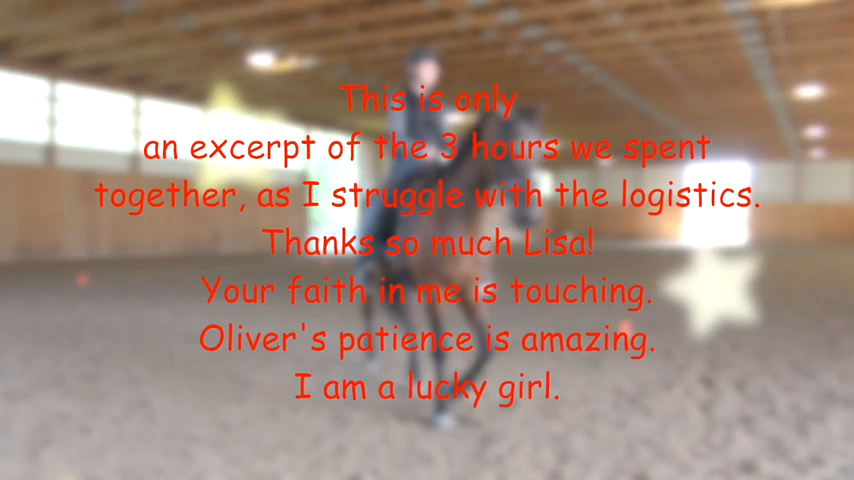 This is only
an excerpt of the 3 hours we spent
together, as I struggle with the logistics.
Thanks so much Lisa!
Your faith in me is touching.
Oliver's patience is amazing.
I am a lucky girl.